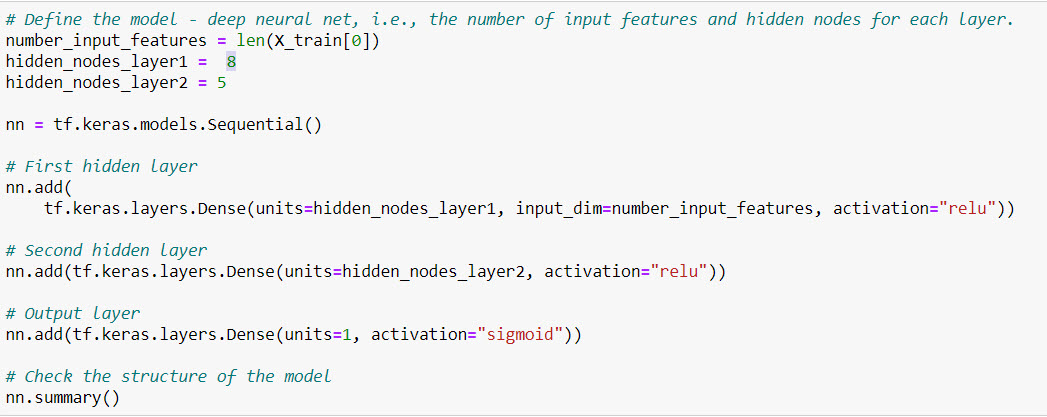 # Define the model - deep neural net, i.e., the number of input features and hidden nodes for each layer.
number_input_features = len(X_train[0])
hidden_nodes_layer1 =  8
hidden_nodes_layer2 = 5
nn = tf.keras.models.Sequential()
# First hidden layer
nn.add(
    tf.keras.layers.Dense(units=hidden_nodes_layer1, input_dim=number_input_features, activation="relu"))
# Second hidden layer
nn.add(tf.keras.layers.Dense(units=hidden_nodes_layer2, activation="relu"))
# Output layer
nn.add(tf.keras.layers.Dense(units=1, activation="sigmoid"))
# Check the structure of the model
nn.summary()